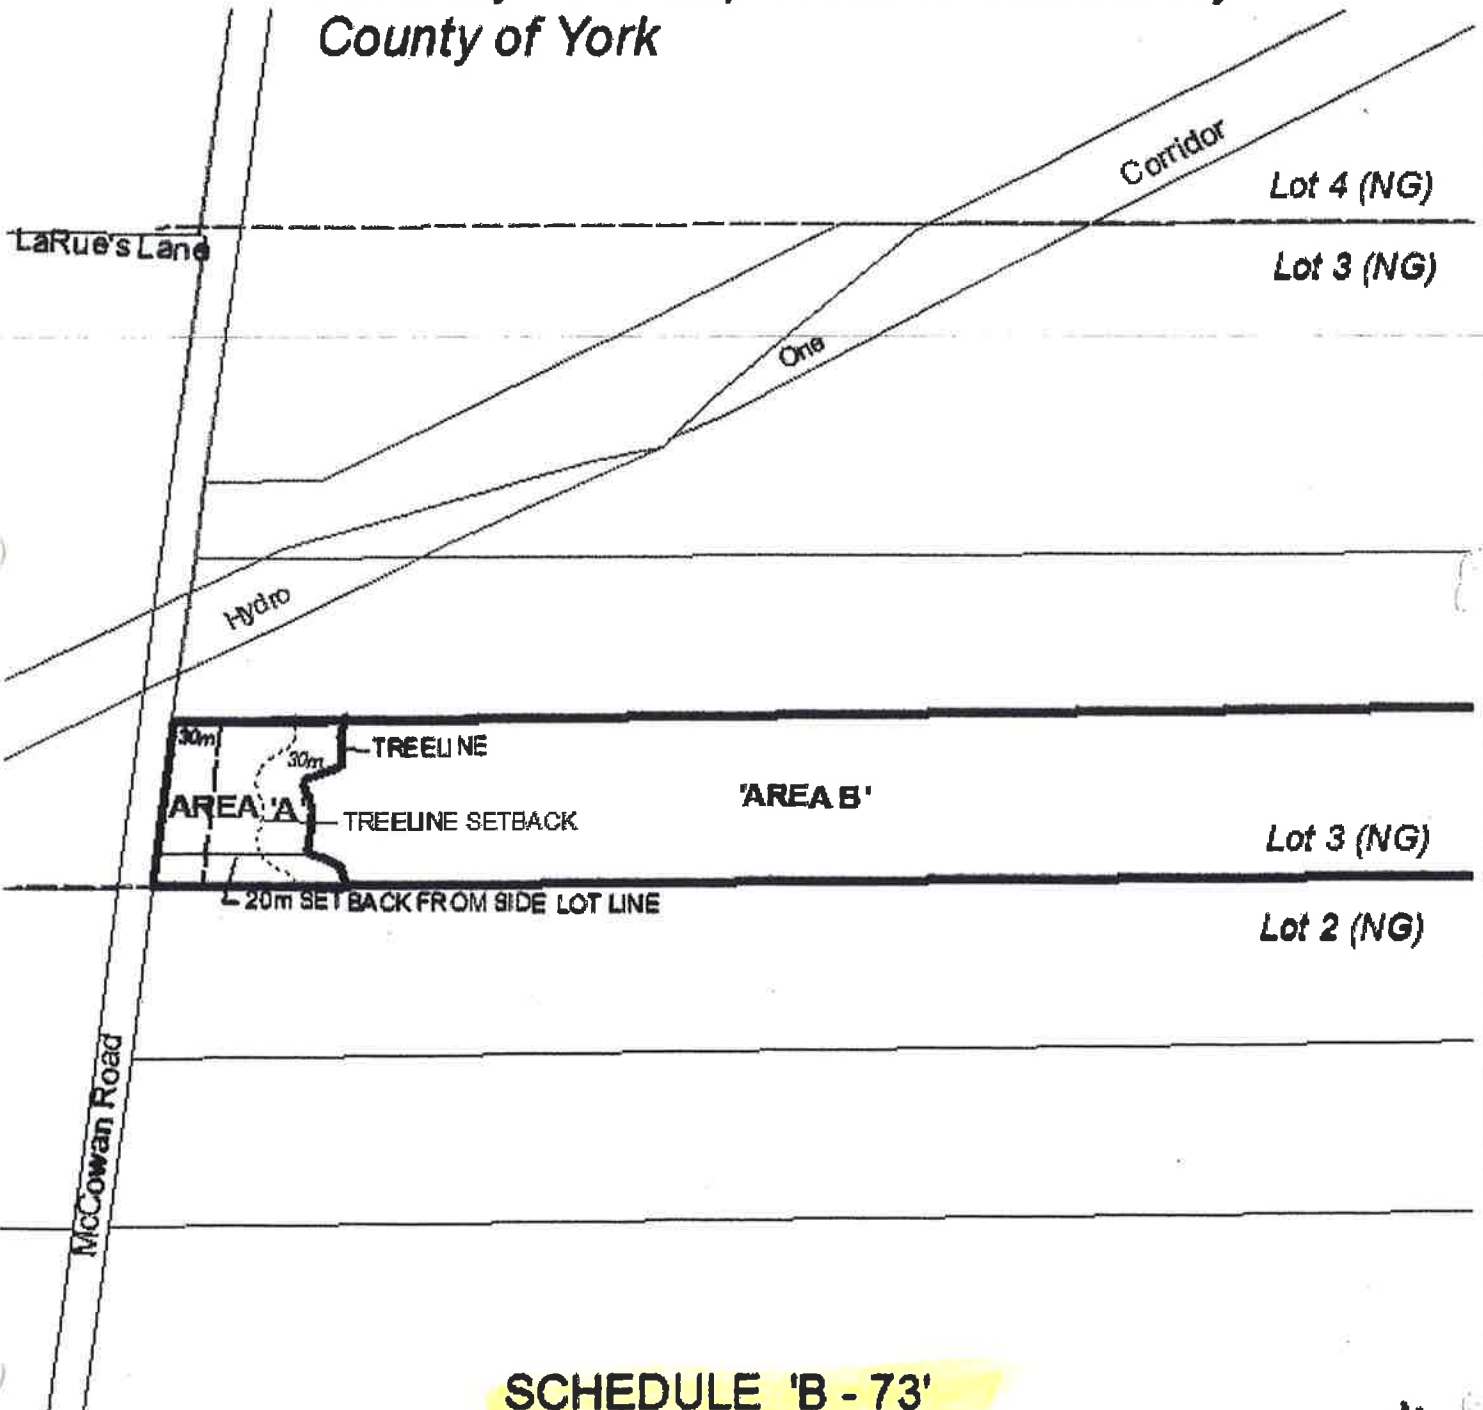 County of York
Corridor
Lot 4 (NG)
LaRue's Lane
Lot 3 (NG)
One
Hydro
30m
TREELINE
30m
'AREA B'
AREA 'A'
TREELINE SETBACK
Lot 3 (NG)
20m SETBACK FROM SIDE LOT LINE
Lot 2 (NG)
McCowan Road
SCHEDULE 'B - 73'